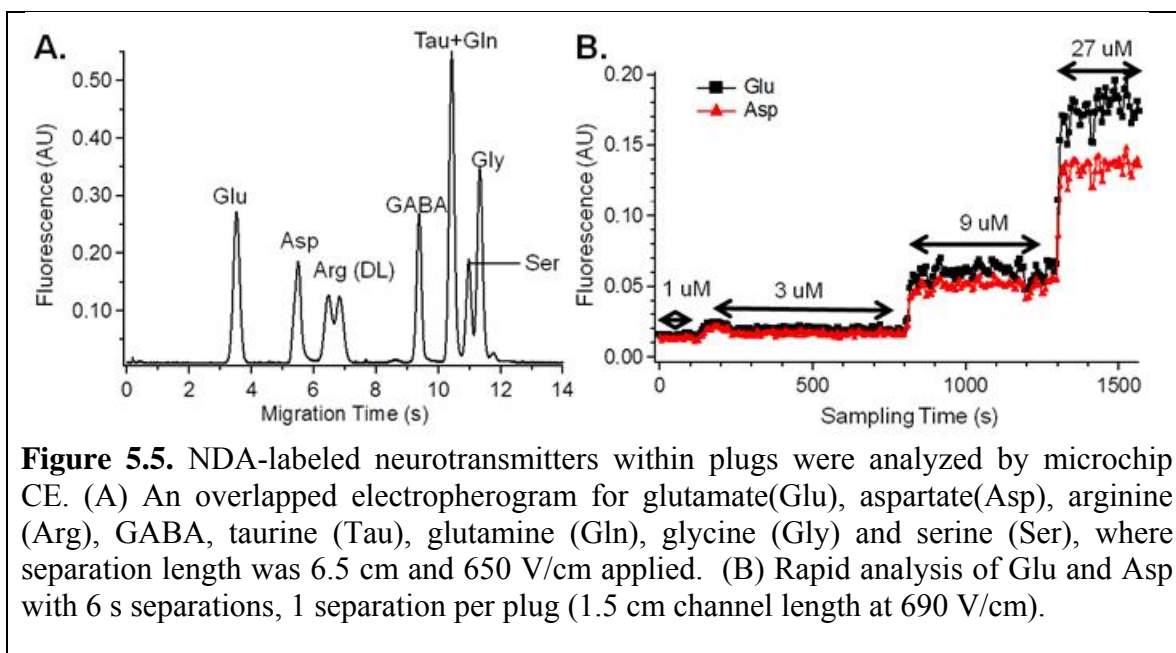 A.
Tau+Gln
0.50
0.40
0.30
0.20
0.10
Fluorescence (AU)
Glu
Asp
Arg (DL)
GABA
Gly
Ser
0 2 4 6 8 10 12 14
Migration Time (s)
B.
27 uM
0.20
0.15
0.10
0.05
0.00
Fluorescence (AU)
Glu
Asp
9 uM
1 uM
3 uM
0 500 1000 1500
Sampling Time (s)
Figure 5.5. NDA-labeled neurotransmitters within plugs were analyzed by microchip
CE. (A) An overlapped electropherogram for glutamate(Glu), aspartate(Asp), arginine
(Arg), GABA, taurine (Tau), glutamine (Gln), glycine (Gly) and serine (Ser), where
separation length was 6.5 cm and 650 V/cm applied. (B) Rapid analysis of Glu and Asp
with 6 s separations, 1 separation per plug (1.5 cm channel length at 690 V/cm).